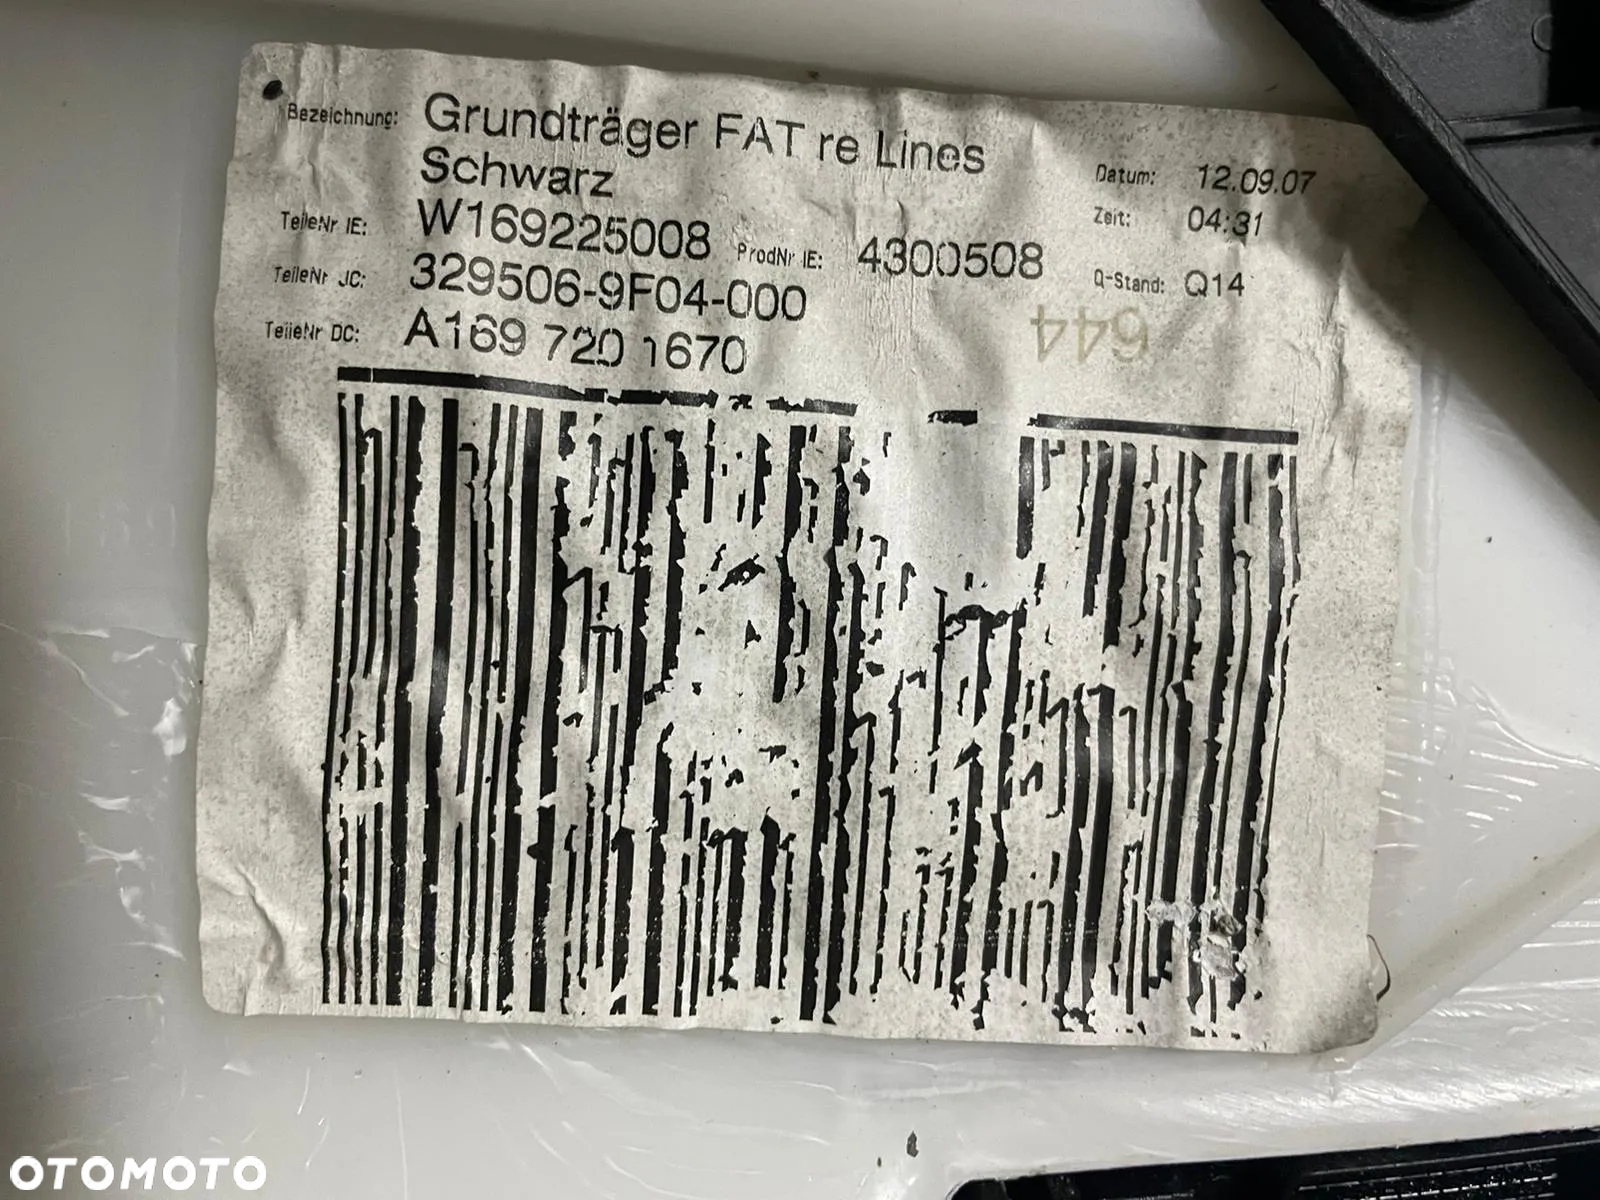 Bezeichnung: Grundträger FAT re Lines
Schwarz
Datum: 12.09.07
Zeit: 04:31
TeileNr IE: W169225008 ProdNr IE: 4300508
Q-Stand: Q14
TeileNr JC: 329506-9F04-000
TeileNr DC: A169 720 1670
644
OTOMOTO